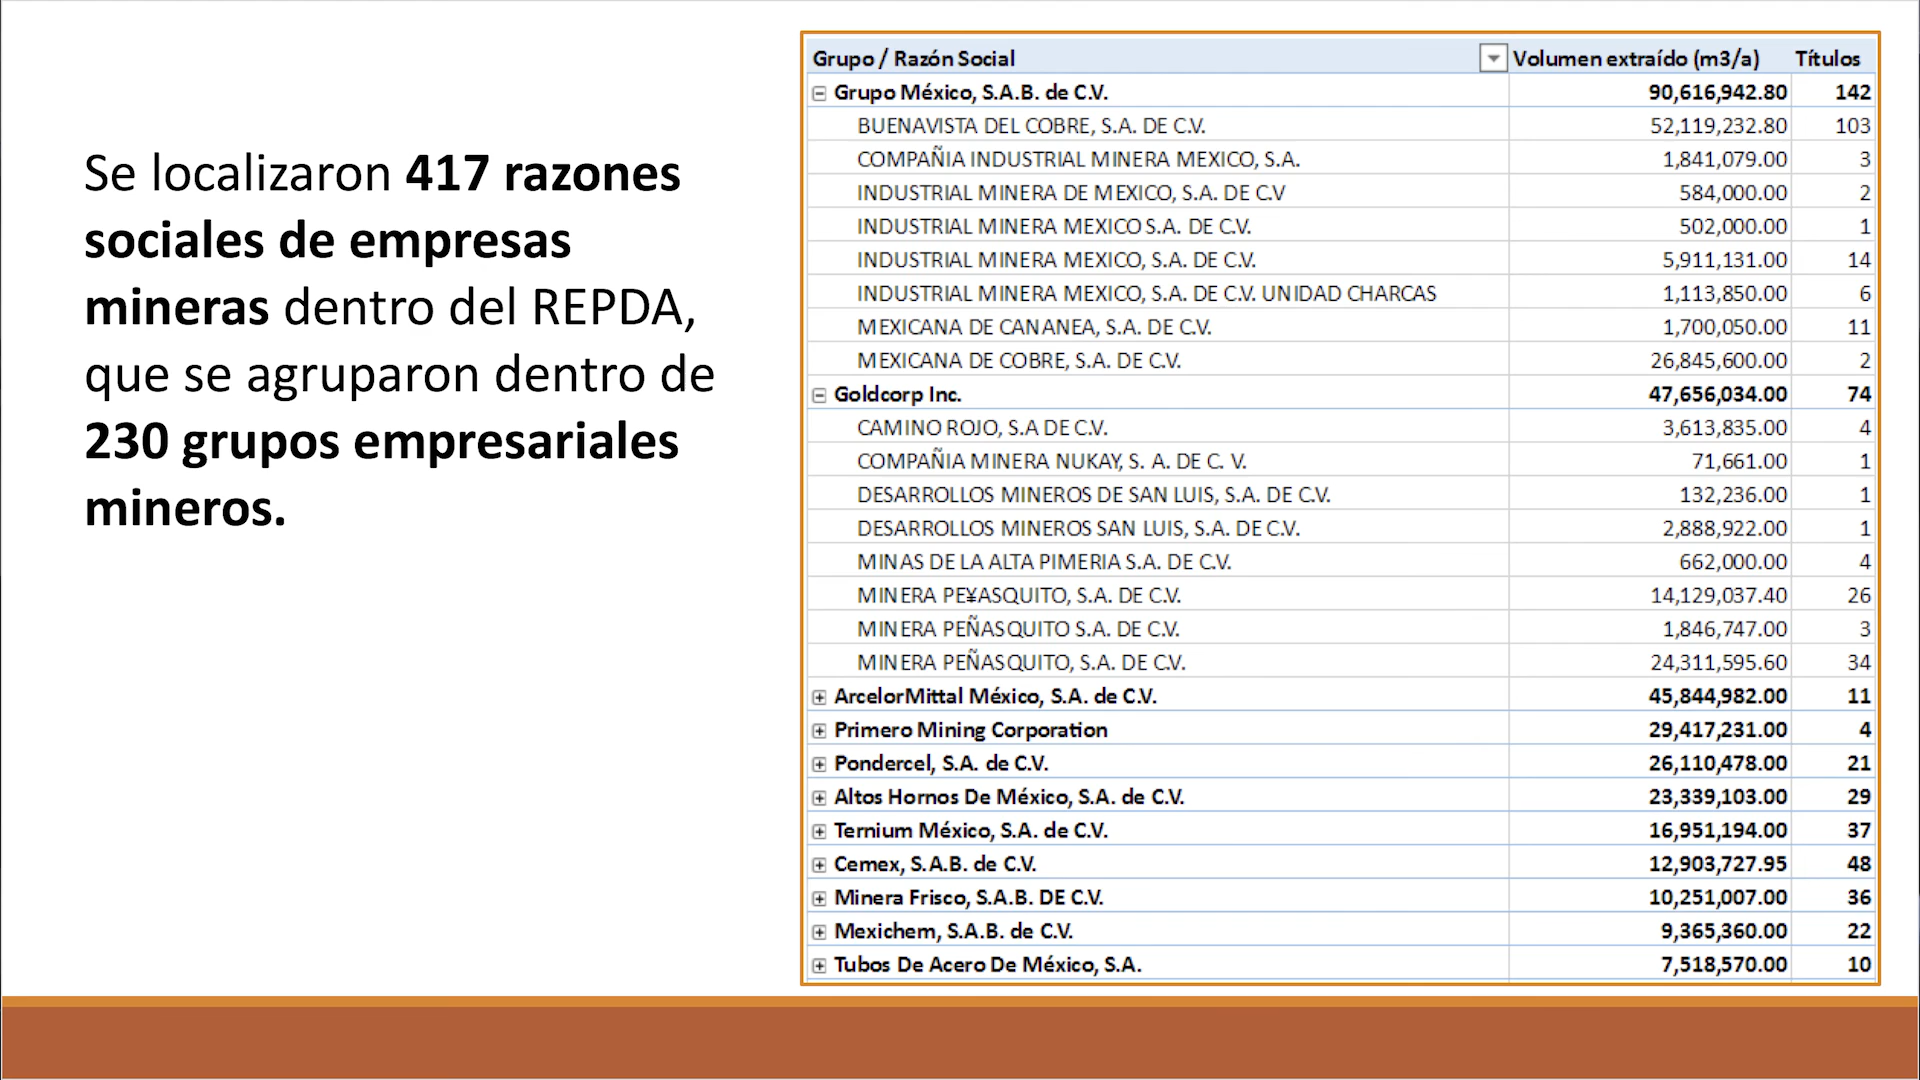 Se localizaron 417 razones
sociales de empresas
mineras dentro del REPDA,
que se agruparon dentro de
230 grupos empresariales
mineros.
Grupo / Razón Social Volumen extraído (m3/a) Títulos
Grupo México, S.A.B. de C.V. 90,616,942.80 142
BUENAVISTA DEL COBRE, S.A. DE C.V. 52,119,232.80 103
COMPAÑIA INDUSTRIAL MINERA MEXICO, S.A. 1,841,079.00 3
INDUSTRIAL MINERA DE MEXICO, S.A. DE C.V 584,000.00 2
INDUSTRIAL MINERA MEXICO S.A. DE C.V. 502,000.00 1
INDUSTRIAL MINERA MEXICO, S.A. DE C.V. 5,911,131.00 14
INDUSTRIAL MINERA MEXICO, S.A. DE C.V. UNIDAD CHARCAS 1,113,850.00 6
MEXICANA DE CANANEA, S.A. DE C.V. 1,700,050.00 11
MEXICANA DE COBRE, S.A. DE C.V. 26,845,600.00 2
Goldcorp Inc. 47,656,034.00 74
CAMINO ROJO, S.A DE C.V. 3,613,835.00 4
COMPAÑIA MINERA NUKAY, S. A. DE C. V. 71,661.00 1
DESARROLLOS MINEROS DE SAN LUIS, S.A. DE C.V. 132,236.00 1
DESARROLLOS MINEROS SAN LUIS, S.A. DE C.V. 2,888,922.00 1
MINAS DE LA ALTA PIMERIA S.A. DE C.V. 662,000.00 4
MINERA PE¥ASQUITO, S.A. DE C.V. 14,129,037.40 26
MINERA PEÑASQUITO S.A. DE C.V. 1,846,747.00 3
MINERA PEÑASQUITO, S.A. DE C.V. 24,311,595.60 34
ArcelorMittal México, S.A. de C.V. 45,844,982.00 11
Primero Mining Corporation 29,417,231.00 4
Pondercel, S.A. de C.V. 26,110,478.00 21
Altos Hornos De México, S.A. de C.V. 23,339,103.00 29
Ternium México, S.A. de C.V. 16,951,194.00 37
Cemex, S.A.B. de C.V. 12,903,727.95 48
Minera Frisco, S.A.B. DE C.V. 10,251,007.00 36
Mexichem, S.A.B. de C.V. 9,365,360.00 22
Tubos De Acero De México, S.A. 7,518,570.00 10